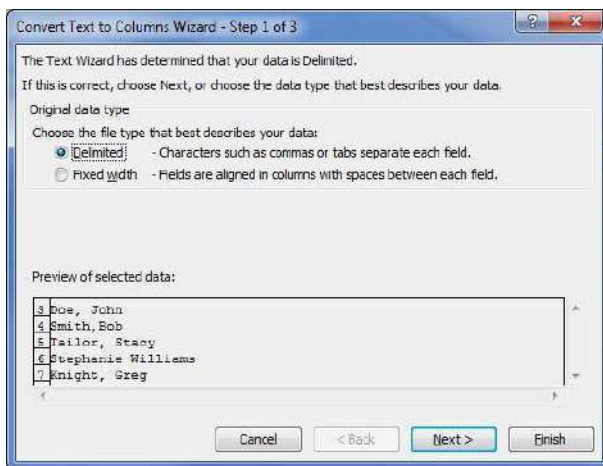 Convert Text to Columns Wizard - Step 1 of 3
The Text Wizard has determined that your data is Delimited.
If this is correct, choose Next, or choose the data type that best describes your data.
Original data type
Choose the file type that best describes your data:
Delimited - Characters such as commas or tabs separate each field.
Fixed width - Fields are aligned in columns with spaces between each field.
Preview of selected data:
3 Doe, John
4 Smith,Bob
5 Tailor, Stacy
6 Stephanie Williams
7 Knight, Greg
Cancel < Back Next > Finish